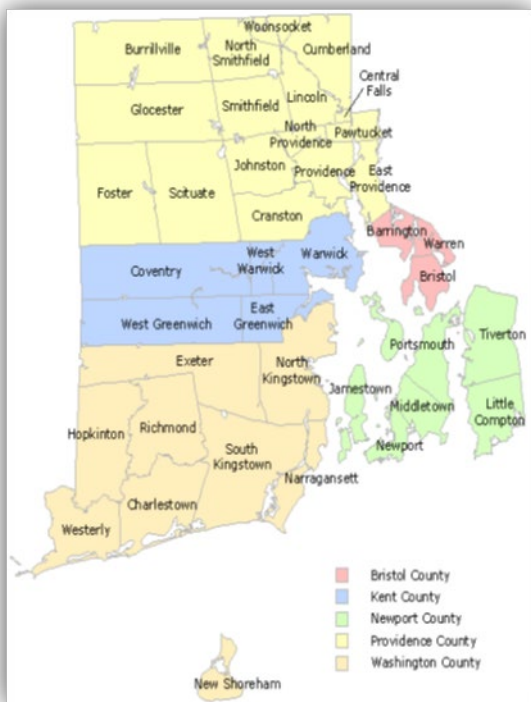 Woonsocket
Burrillville
North
Smithfield
Cumberland
Central
Falls
Glocester
Smithfield
Lincoln
North
Providence
Pawtucket
Foster
Scituate
Johnston
Providence
East
Providence
Cranston
Barrington
Warren
Bristol
Coventry
West
Warwick
Warwick
West Greenwich
East
Greenwich
Exeter
North
Kingstown
Portsmouth
Tiverton
Jamestown
Middletown
Little
Compton
Newport
Hopkinton
Richmond
South
Kingstown
Narragansett
Charlestown
Westerly
New Shoreham
Bristol County
Kent County
Newport County
Providence County
Washington County